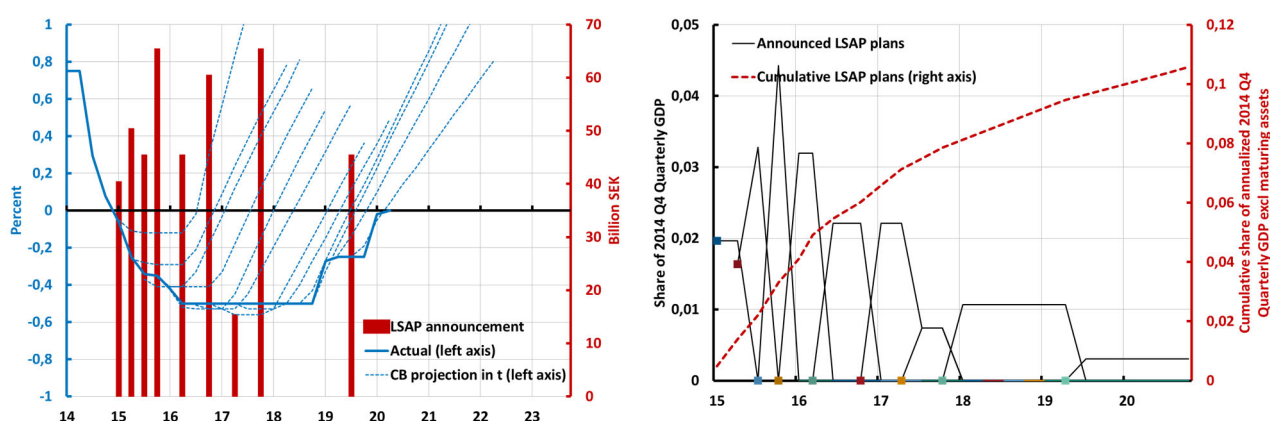 1
0,8
0,6
0,4
0,2
0
-0,2
-0,4
-0,6
-0,8
-1
Percent
70
60
50
40
30
20
10
0
Billion SEK
LSAP announcement
Actual (left axis)
CB projection in t (left axis)
14 15 16 17 18 19 20 21 22 23
0,05
0,04
0,03
0,02
0,01
0
Share of 2014 Q4 Quarterly GDP
Announced LSAP plans
Cumulative LSAP plans (right axis)
0,12
0,1
0,08
0,06
0,04
0,02
0
Cumulative share of annualized 2014 Q4
Quarterly GDP excl maturing assets
15 16 17 18 19 20